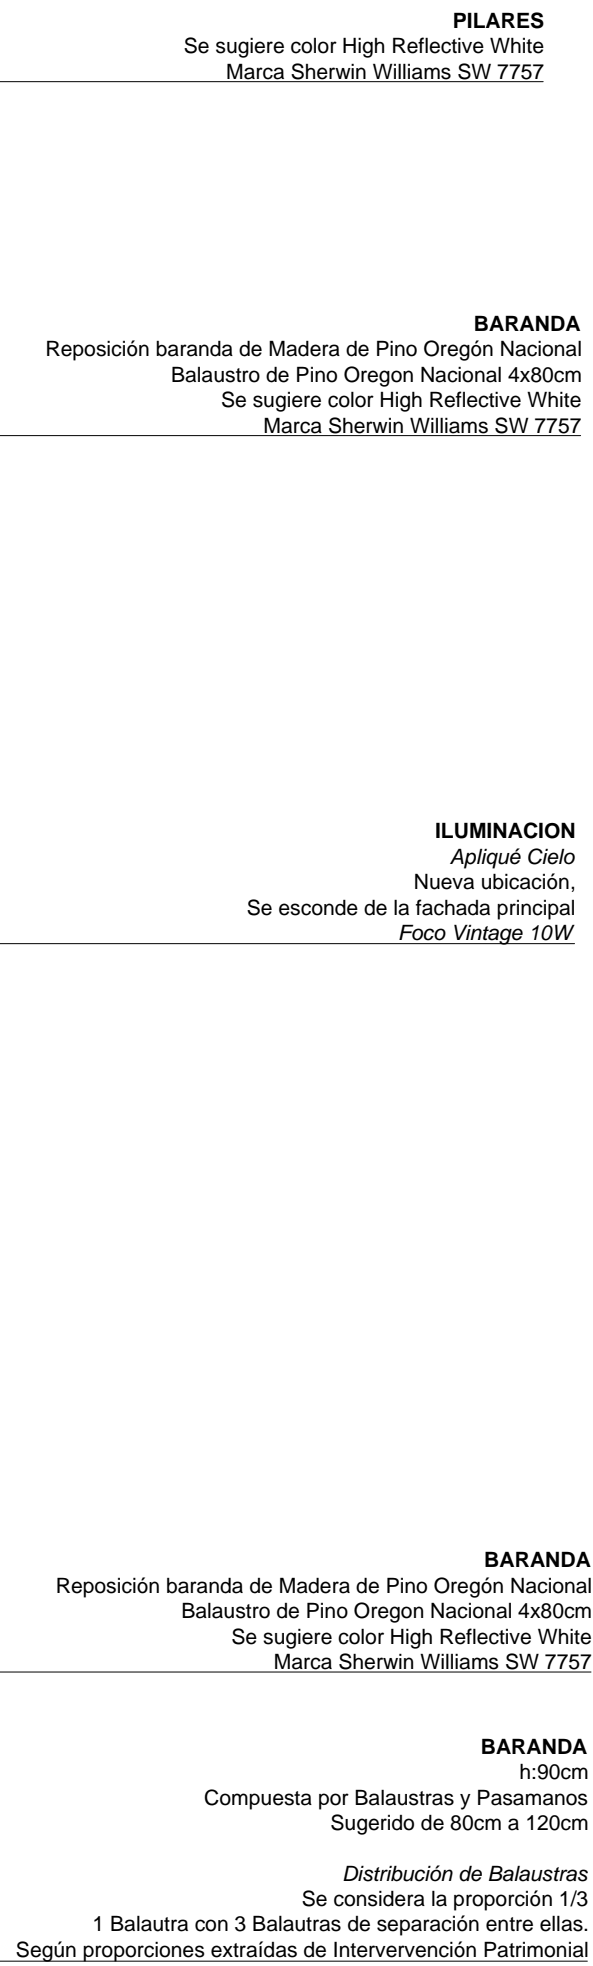 PILARES
Se sugiere color High Reflective White
Marca Sherwin Williams SW 7757
BARANDA
Reposición baranda de Madera de Pino Oregón Nacional
Balaustro de Pino Oregon Nacional 4x80cm
Se sugiere color High Reflective White
Marca Sherwin Williams SW 7757
ILUMINACION
Apliqué Cielo
Nueva ubicación,
Se esconde de la fachada principal
Foco Vintage 10W
BARANDA
Reposición baranda de Madera de Pino Oregón Nacional
Balaustro de Pino Oregon Nacional 4x80cm
Se sugiere color High Reflective White
Marca Sherwin Williams SW 7757
BARANDA
h:90cm
Compuesta por Balaustras y Pasamanos
Sugerido de 80cm a 120cm
Distribución de Balaustras
Se considera la proporción 1/3
1 Balautra con 3 Balautras de separación entre ellas.
Según proporciones extraídas de Intervervención Patrimonial